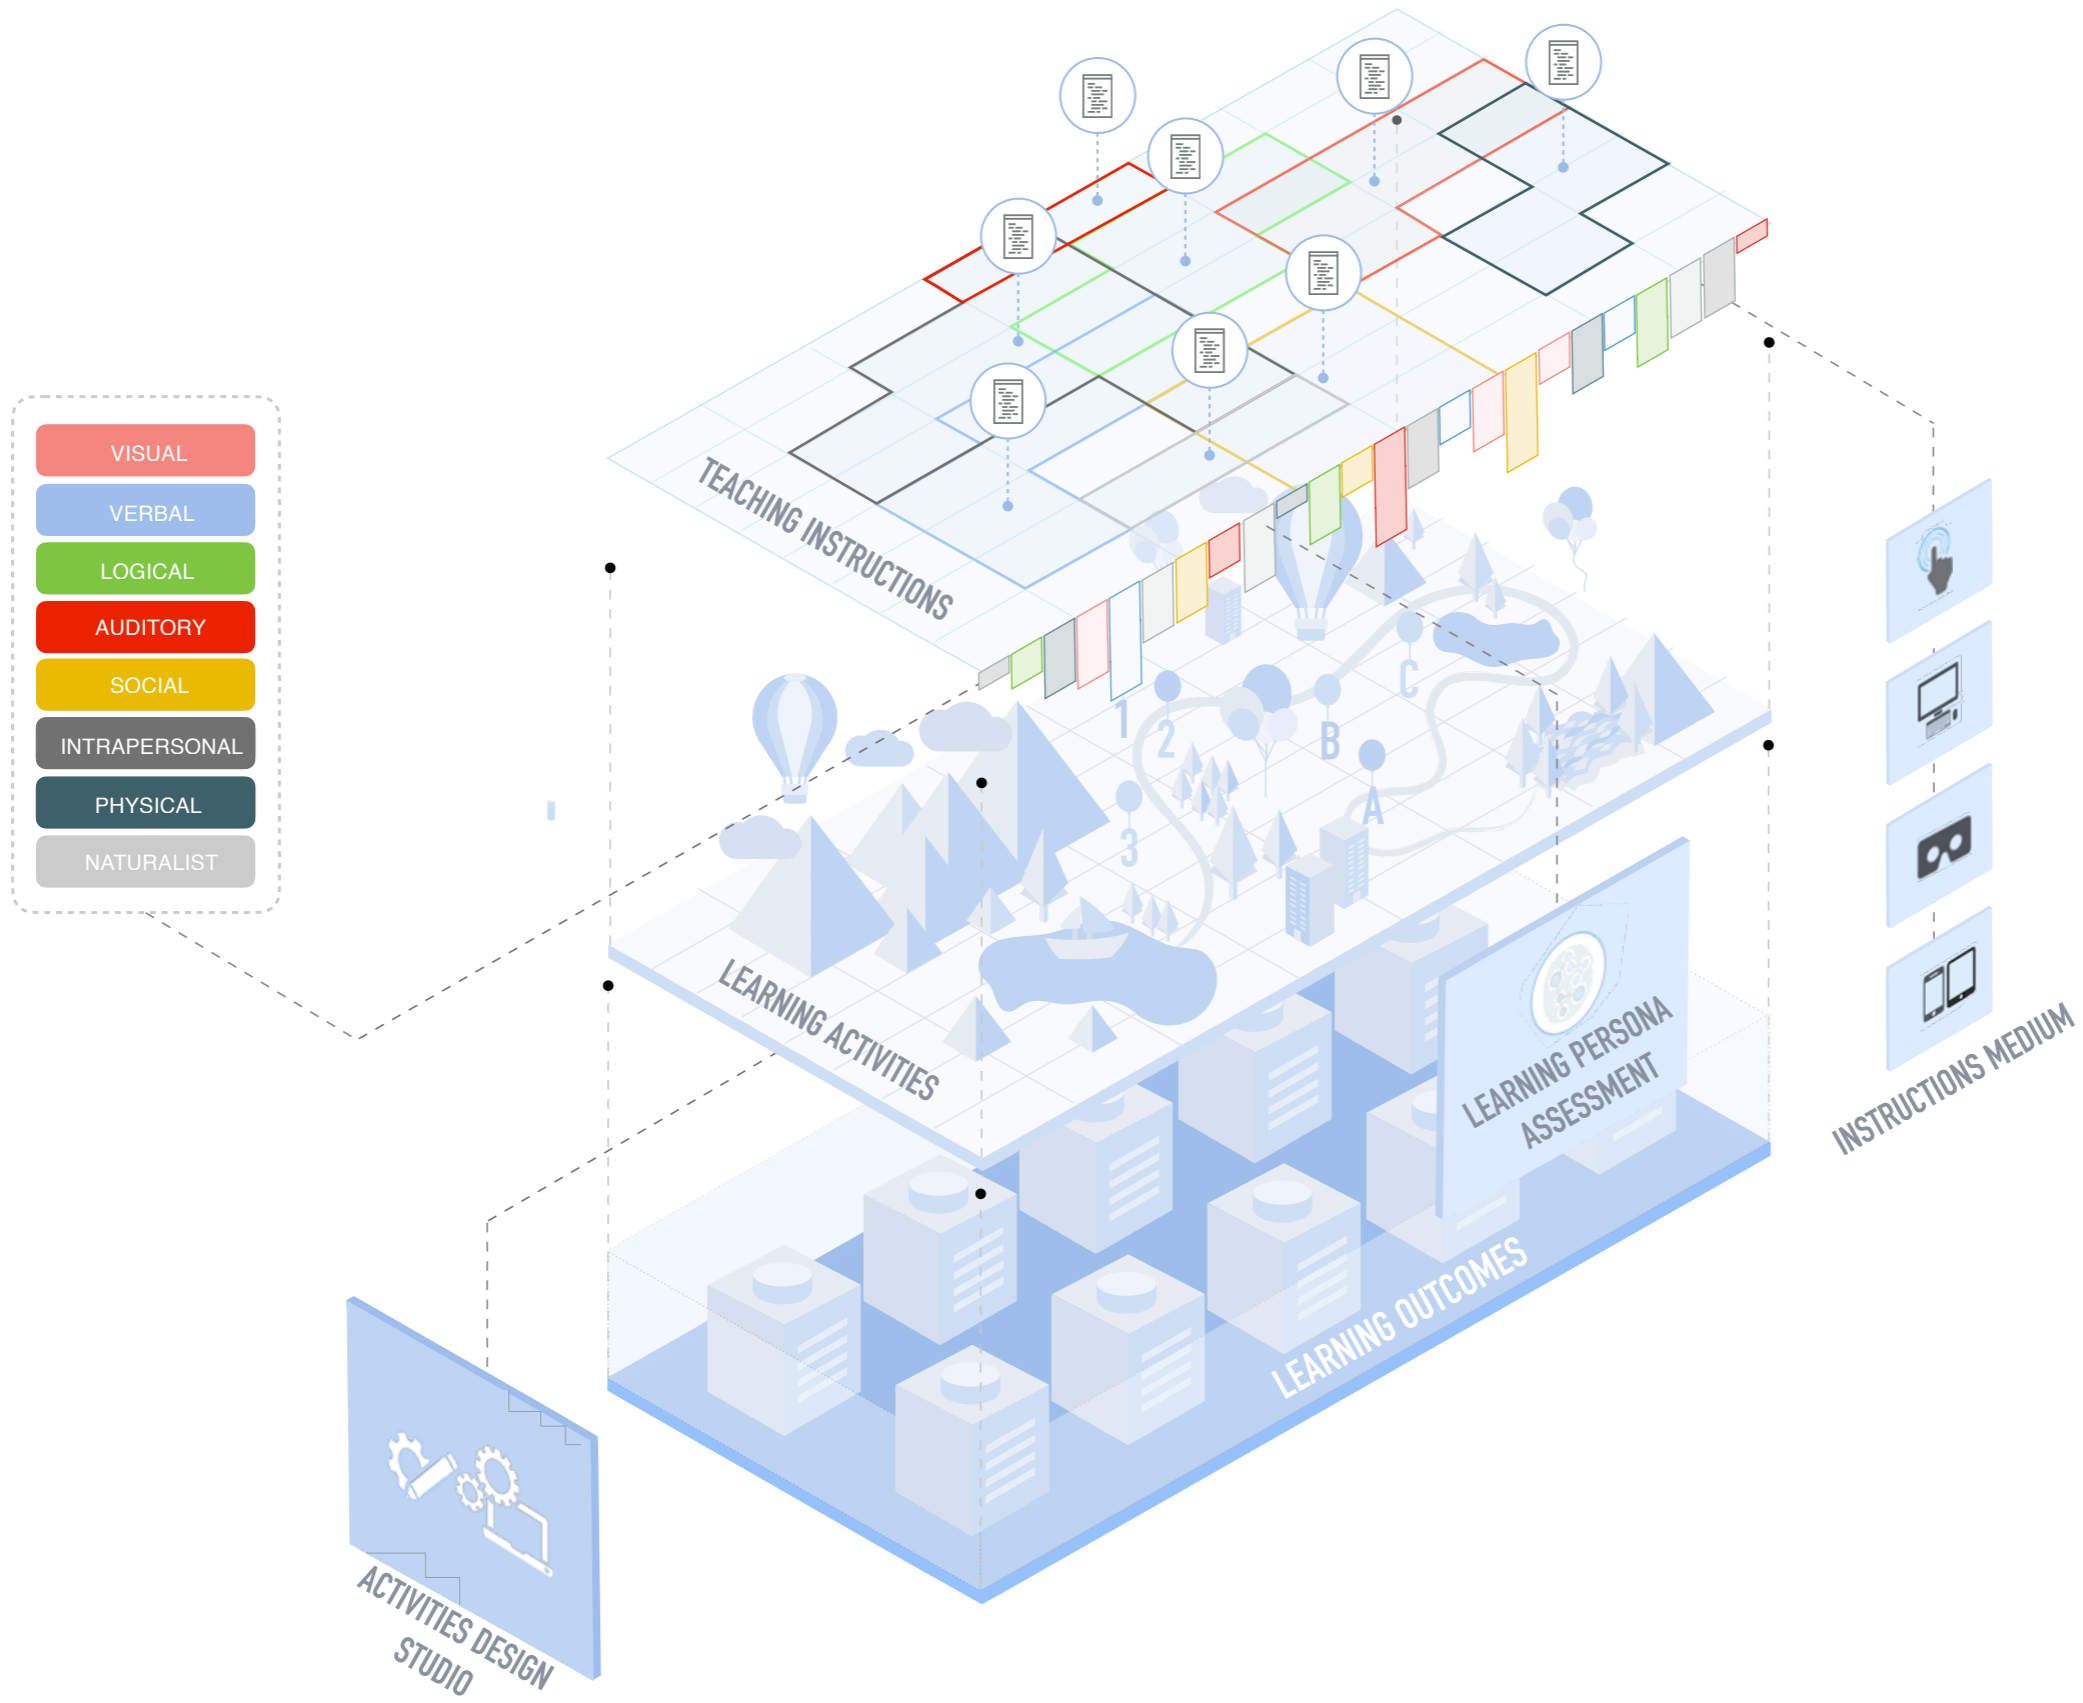 VISUAL
VERBAL
LOGICAL
AUDITORY
SOCIAL
INTRAPERSONAL
PHYSICAL
NATURALIST
TEACHING INSTRUCTIONS
1
2
3
A
B
C
LEARNING ACTIVITIES
LEARNING PERSONA
ASSESSMENT
INSTRUCTIONS MEDIUM
LEARNING OUTCOMES
ACTIVITIES DESIGN
STUDIO